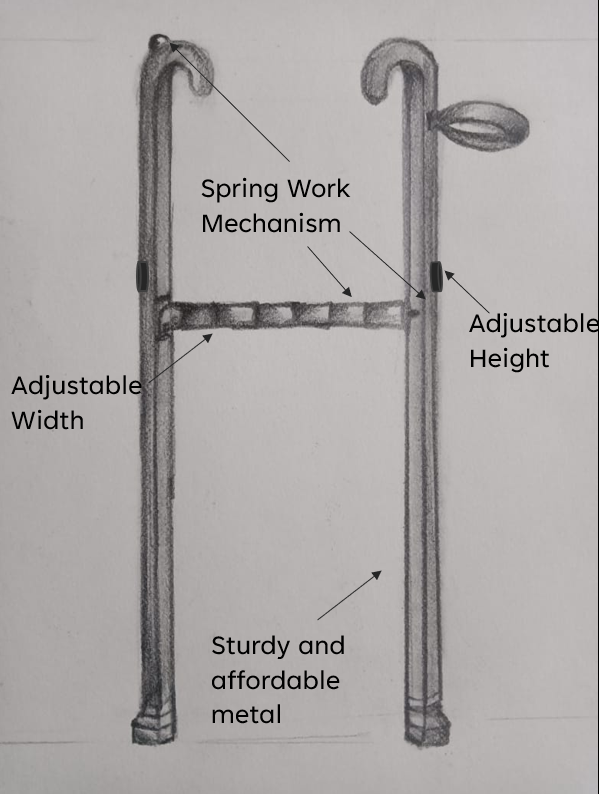 Spring Work
Mechanism
Adjustable
Height
Adjustable
Width
Sturdy and
affordable
metal